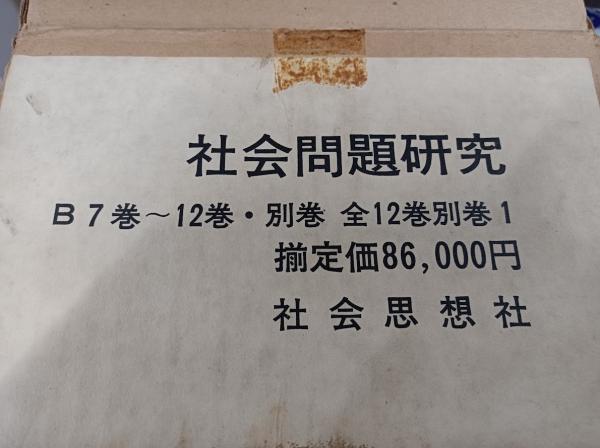 社会問題研究
B 7巻～12巻・別巻 全12巻別巻1
揃定価86,000円
社会思想社